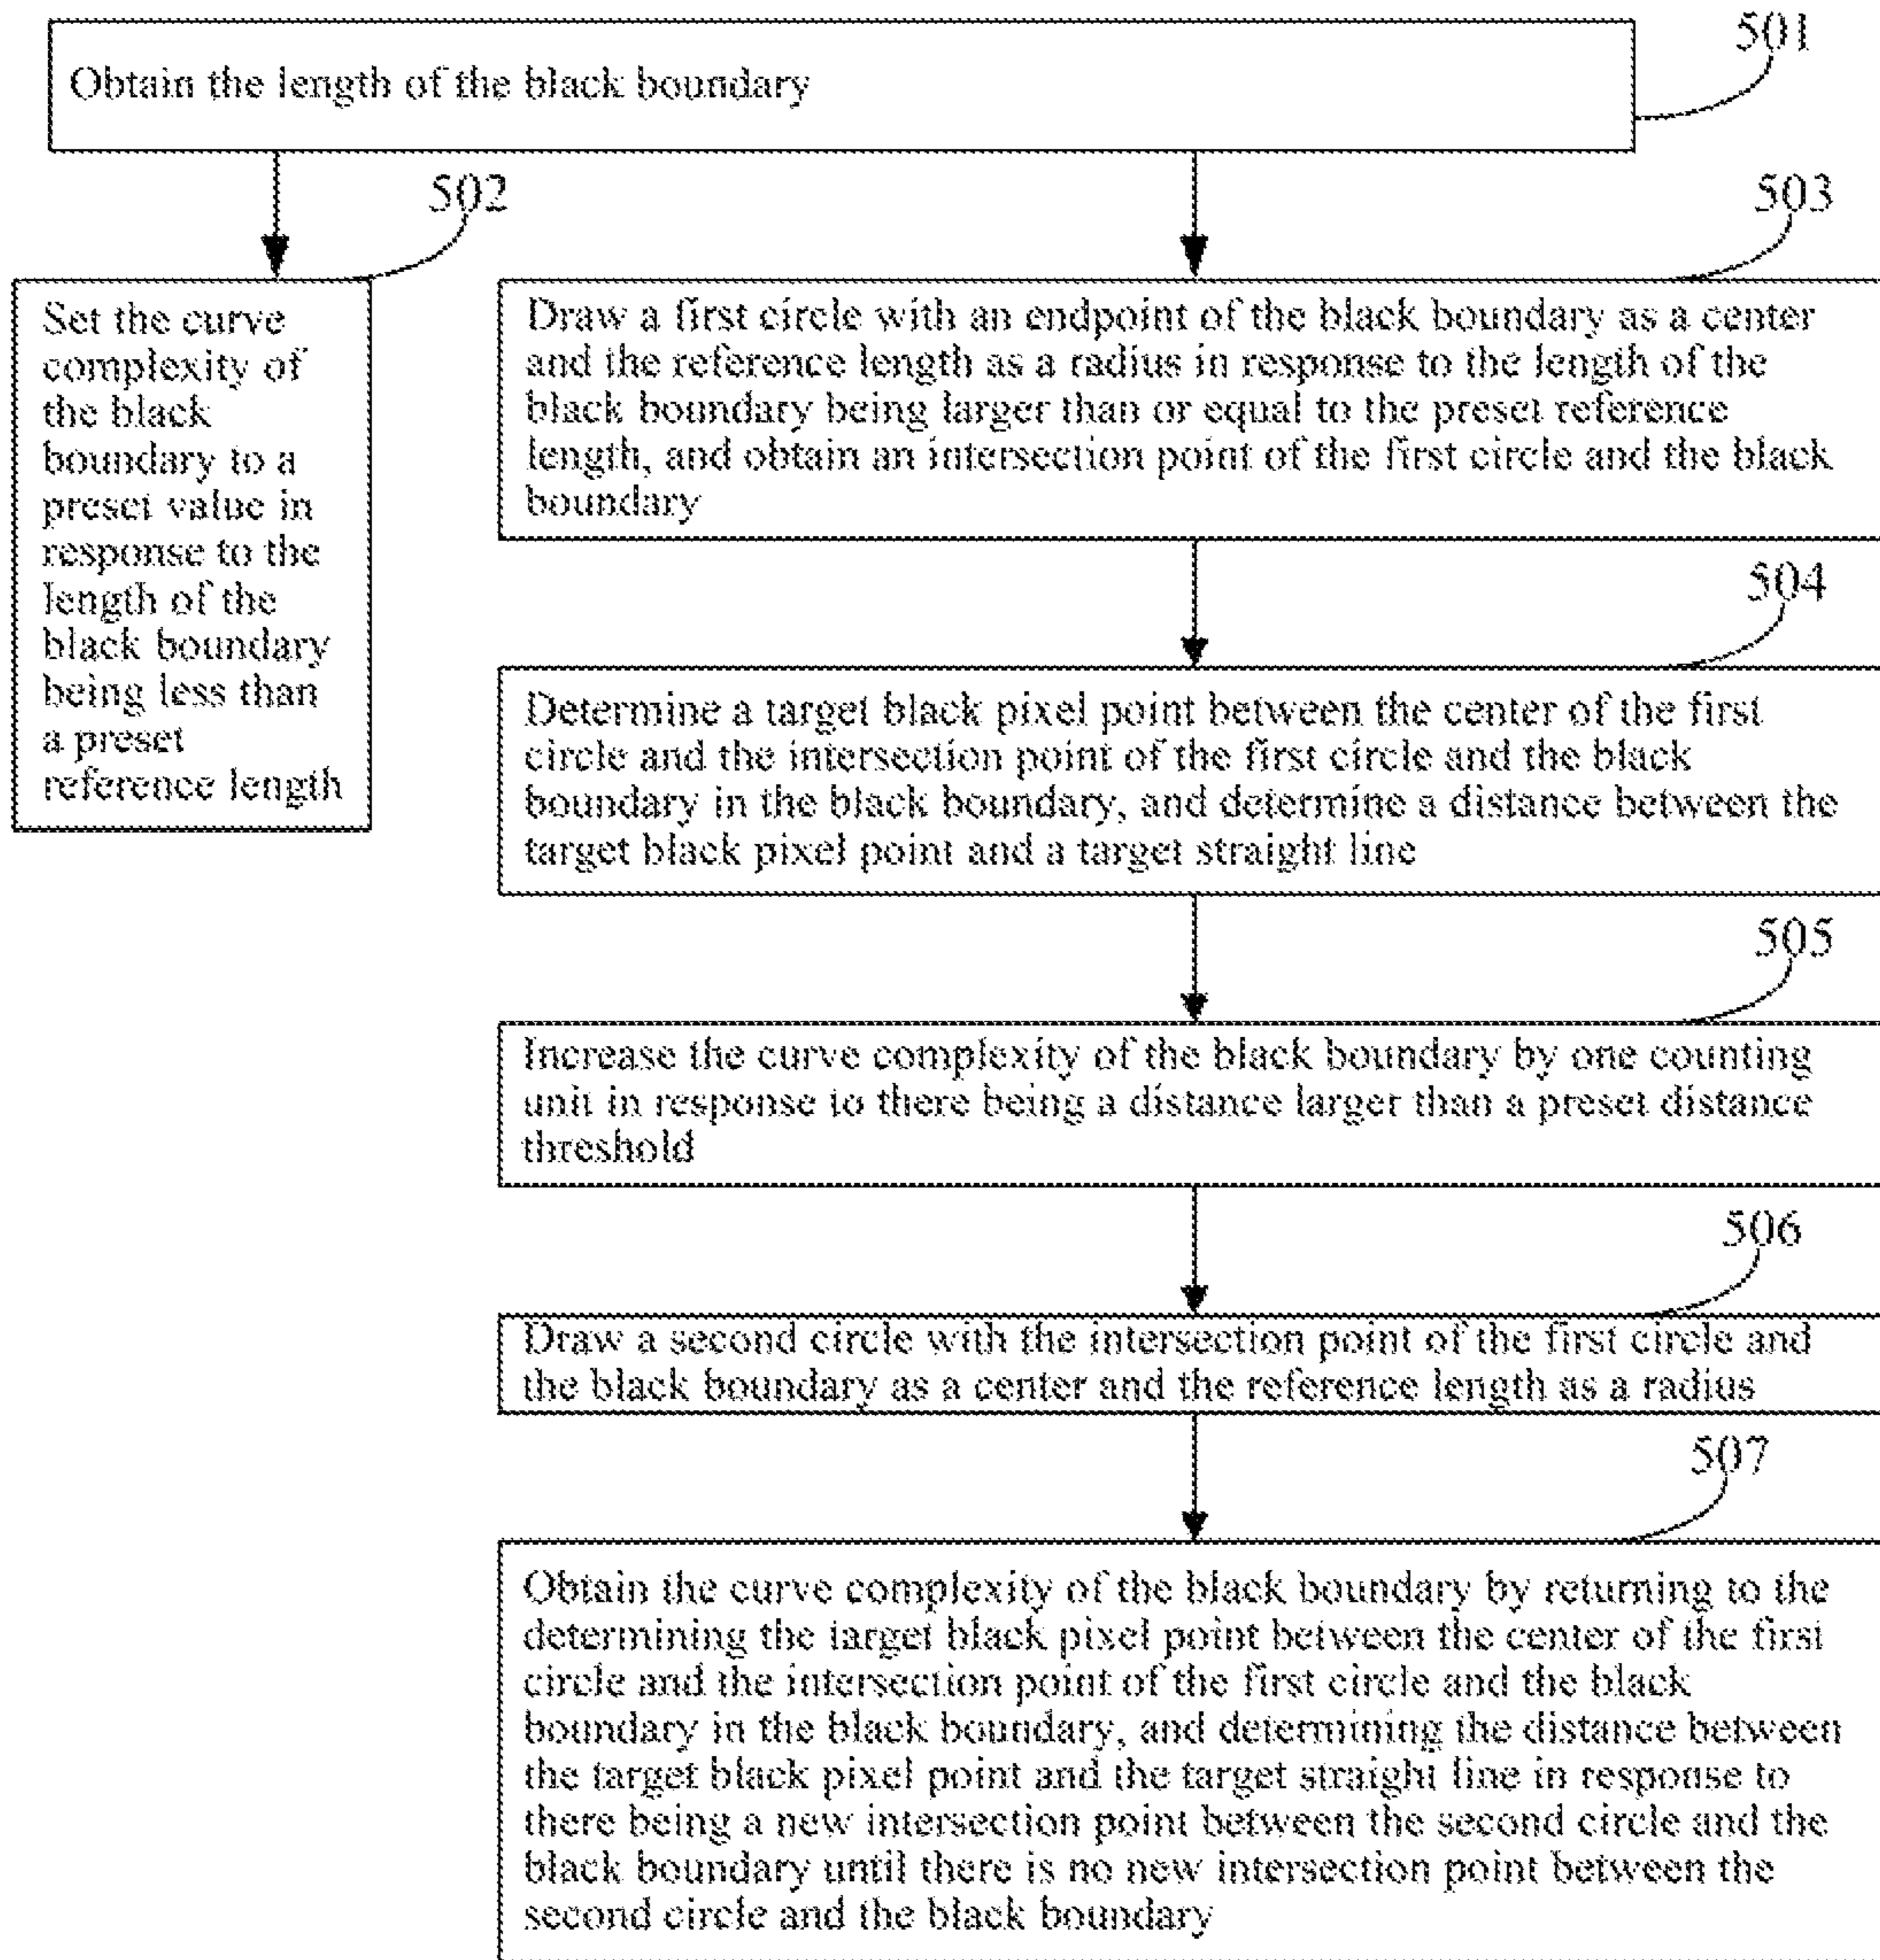 501
Obtain the length of the black boundary
502
Set the curve
complexity of
the black
boundary to a
preset value in
response to the
length of the
black boundary
being less than
a preset
reference length
503
Draw a first circle with an endpoint of the black boundary as a center
and the reference length as a radius in response to the length of the
black boundary being larger than or equal to the preset reference
length, and obtain an intersection point of the first circle and the black
boundary
504
Determine a target black pixel point between the center of the first
circle and the intersection point of the first circle and the black
boundary in the black boundary, and determine a distance between the
target black pixel point and a target straight line
505
Increase the curve complexity of the black boundary by one counting
unit in response to there being a distance larger than a preset distance
threshold
506
Draw a second circle with the intersection point of the first circle and
the black boundary as a center and the reference length as a radius
507
Obtain the curve complexity of the black boundary by returning to the
determining the target black pixel point between the center of the first
circle and the intersection point of the first circle and the black
boundary in the black boundary, and determining the distance between
the target black pixel point and the target straight line in response to
there being a new intersection point between the second circle and the
black boundary until there is no new intersection point between the
second circle and the black boundary